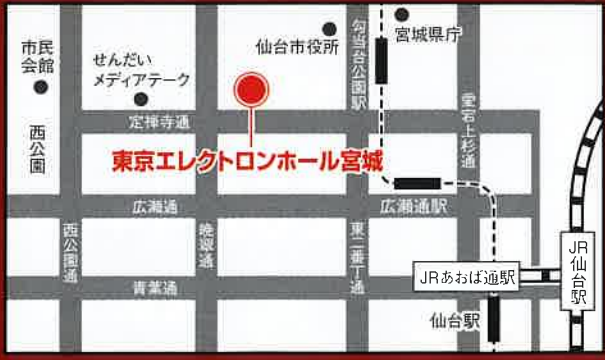 市民
会館
せんだい
メディアテーク
仙台市役所
勾当台公園駅
宮城県庁
西公園
定禅寺通
愛宕上杉通
東京エレクトロンホール宮城
広瀬通
広瀬通駅
西公園通
晩翠通
東二番丁通
青葉通
JRあおば通駅
JR
仙台駅
仙台駅